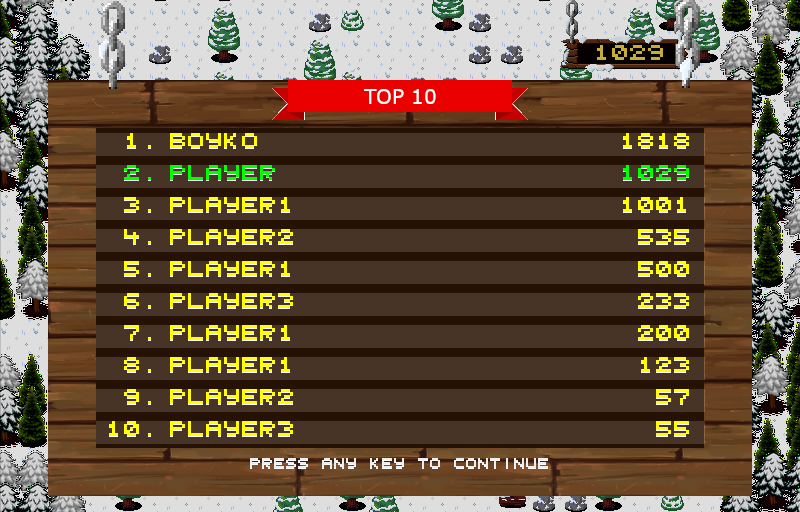 1029
TOP 10
1. BOYKO 1818
2. PLAYER 1029
3. PLAYER1 1001
4. PLAYER2 535
5. PLAYER1 500
6. PLAYER3 233
7. PLAYER1 200
8. PLAYER1 123
9. PLAYER2 57
10. PLAYER3 55
PRESS ANY KEY TO CONTINUE